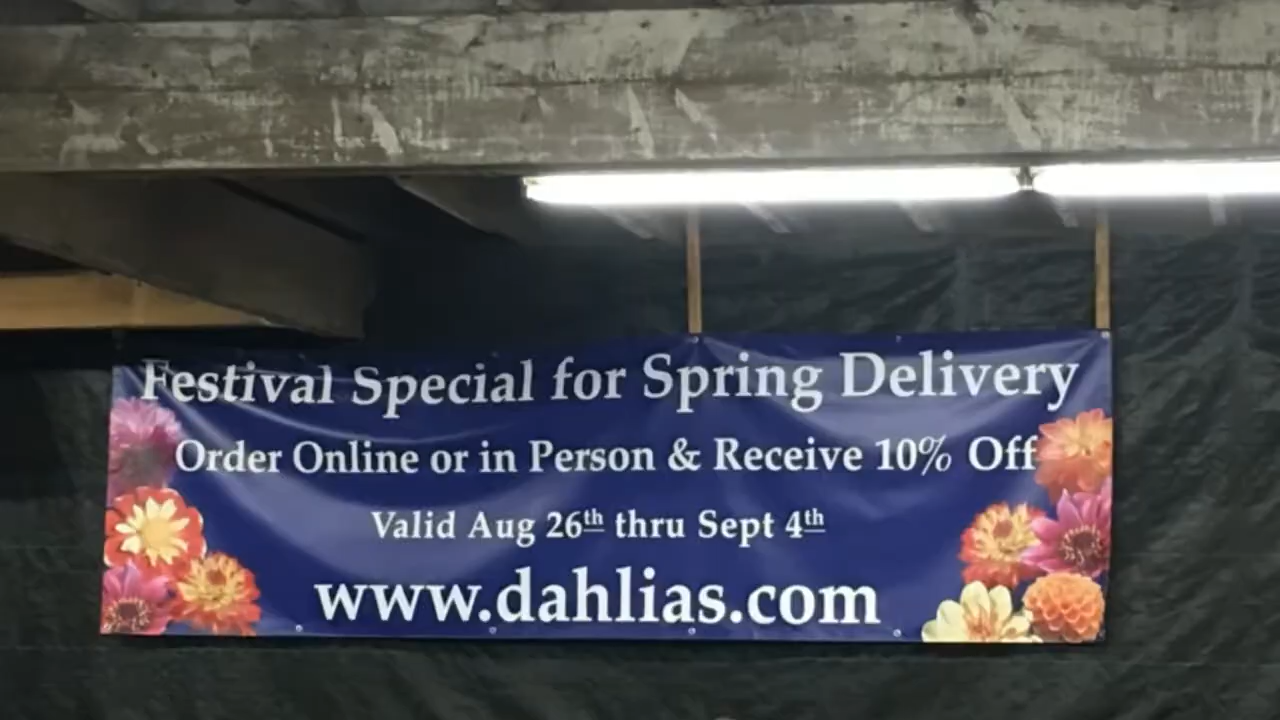 Festival Special for Spring Delivery
Order Online or in Person & Receive 10% Off
Valid Aug 26th thru Sept 4th
www.dahlias.com